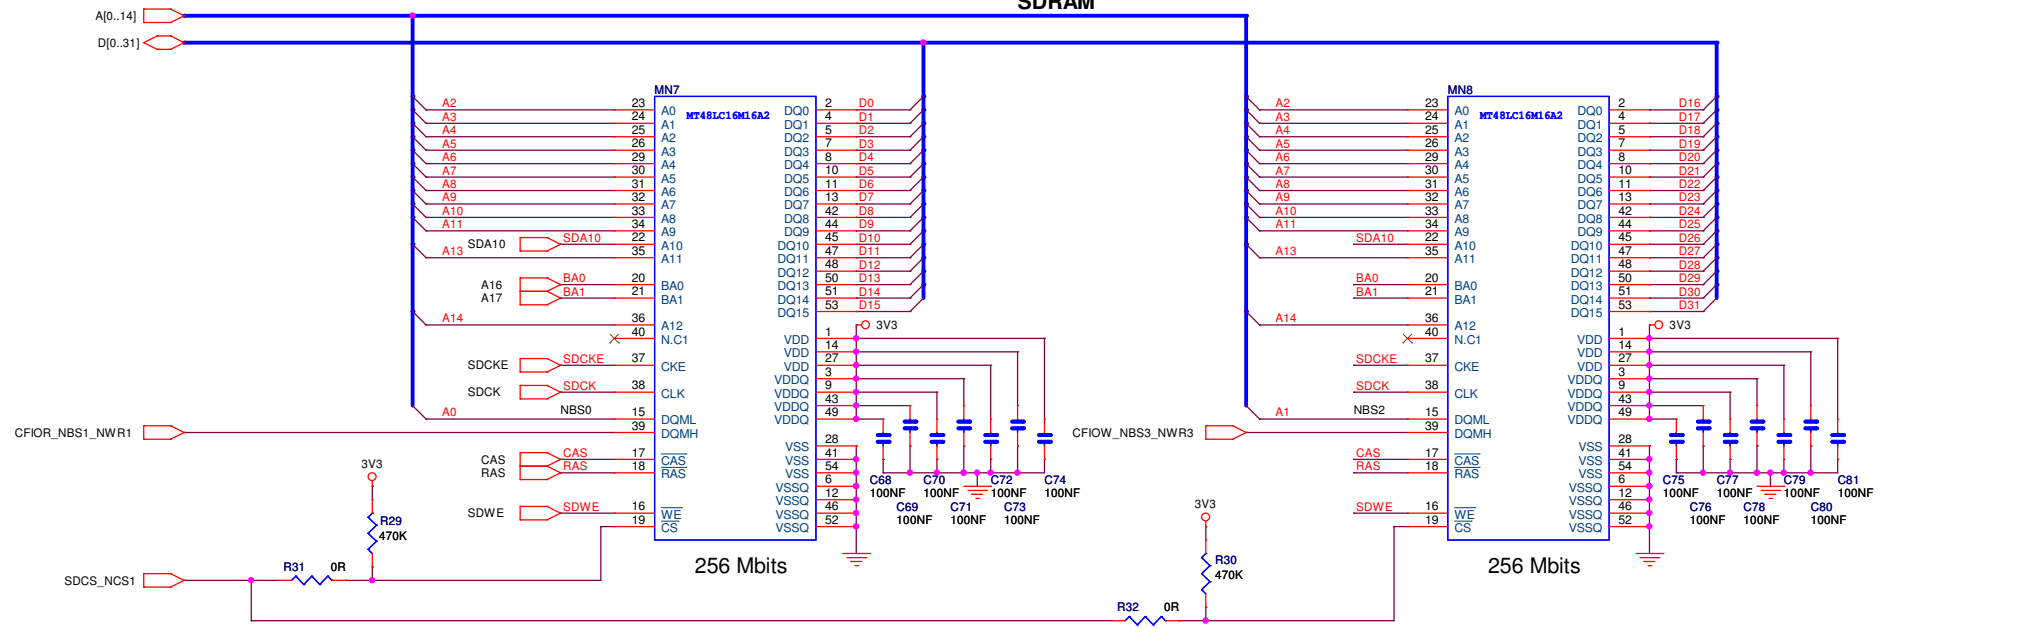 SDRAM
A[0..14]
D[0..31]
MN7
MT48LC16M16A2
A2 23 A0 DQ0 2 D0
A3 24 A1 DQ1 4 D1
A4 25 A2 DQ2 5 D2
A5 26 A3 DQ3 7 D3
A6 29 A4 DQ4 8 D4
A7 30 A5 DQ5 10 D5
A8 31 A6 DQ6 11 D6
A9 32 A7 DQ7 13 D7
A10 33 A8 DQ8 42 D8
A11 34 A9 DQ9 44 D9
SDA10 SDA10 22 A10 DQ10 45 D10
A13 35 A11 DQ11 47 D11
DQ12 48 D12
A16 BA0 20 BA0 DQ13 50 D13
A17 BA1 21 BA1 DQ14 51 D14
DQ15 53 D15
A14 36 A12 3V3
40 N.C1 VDD 1
VDD 14
SDCKE SDCKE 37 CKE VDD 27
VDDQ 3
SDCK SDCK 38 CLK VDDQ 9
VDDQ 43
A0 NBS0 15 DQML VDDQ 49
CFIOR_NBS1_NWR1 39 DQMH
VSS 28
CAS CAS 17 CAS VSS 41
RAS RAS 18 RAS VSS 54
VSSQ 6
VSSQ 12
SDWE SDWE 16 WE VSSQ 46
19 CS VSSQ 52
C68 C70 C72 C74
100NF 100NF 100NF 100NF
C69 C71 C73
100NF 100NF 100NF
3V3
R29
470K
256 Mbits
SDCS_NCS1
R31 0R
MN8
MT48LC16M16A2
A2 23 A0 DQ0 2 D16
A3 24 A1 DQ1 4 D17
A4 25 A2 DQ2 5 D18
A5 26 A3 DQ3 7 D19
A6 29 A4 DQ4 8 D20
A7 30 A5 DQ5 10 D21
A8 31 A6 DQ6 11 D22
A9 32 A7 DQ7 13 D23
A10 33 A8 DQ8 42 D24
A11 34 A9 DQ9 44 D25
SDA10 22 A10 DQ10 45 D26
A13 35 A11 DQ11 47 D27
DQ12 48 D28
BA0 20 BA0 DQ13 50 D29
BA1 21 BA1 DQ14 51 D30
DQ15 53 D31
A14 36 A12 3V3
40 N.C1 VDD 1
VDD 14
SDCKE 37 CKE VDD 27
VDDQ 3
SDCK 38 CLK VDDQ 9
VDDQ 43
A1 NBS2 15 DQML VDDQ 49
CFIOW_NBS3_NWR3 39 DQMH
VSS 28
CAS 17 CAS VSS 41
RAS 18 RAS VSS 54
VSSQ 6
VSSQ 12
SDWE 16 WE VSSQ 46
19 CS VSSQ 52
C75 C77 C79 C81
100NF 100NF 100NF 100NF
C76 C78 C80
100NF 100NF 100NF
3V3
R30
470K
256 Mbits
R32 0R